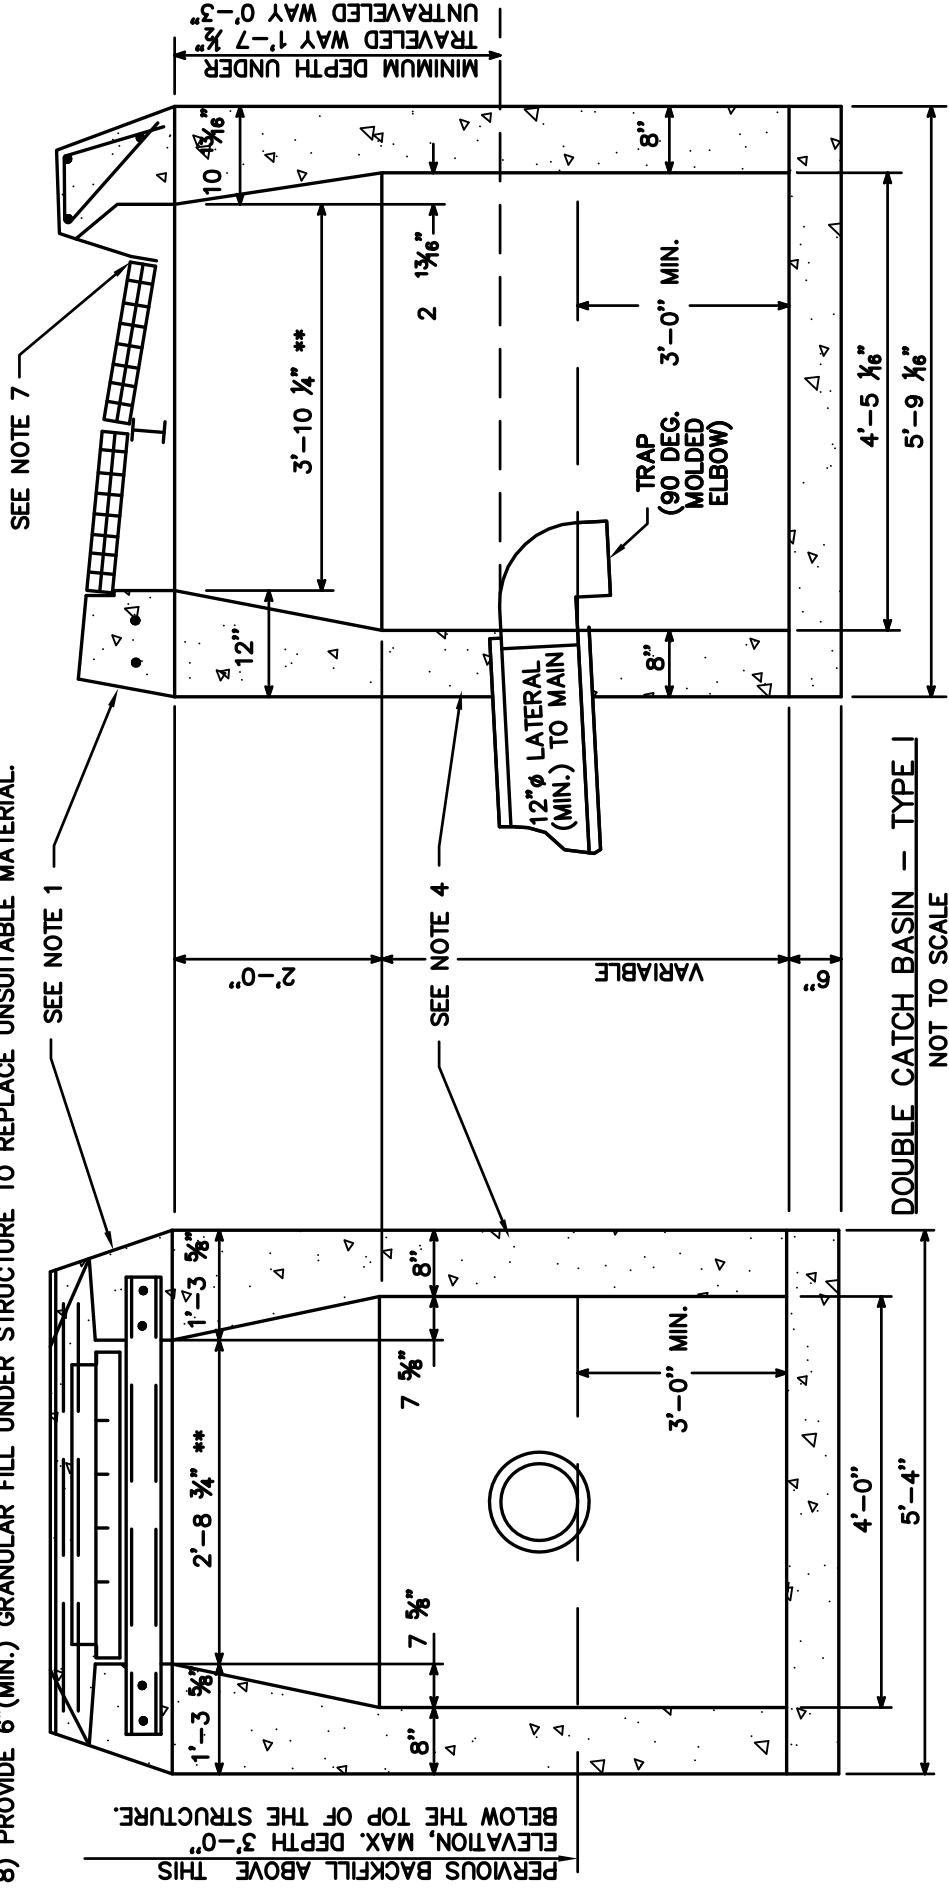 8) PROVIDE 6"(MIN.) GRANULAR FILL UNDER STRUCTURE TO REPLACE UNSUITABLE MATERIAL.
SEE NOTE 1
SEE NOTE 7
1'-3 5/8"
2'-8 3/4" **
1'-3 5/8"
7 5/8"
7 5/8"
8"
8"
3'-0" MIN.
4'-0"
5'-4"
PERVIOUS BACKFILL ABOVE THIS
ELEVATION, MAX. DEPTH 3'-0"
BELOW THE TOP OF THE STRUCTURE.
2'-0"
VARIABLE
6"
SEE NOTE 4
12"
3'-10 1/4" **
10 13/16"
2 13/16"
MINIMUM DEPTH UNDER
TRAVELED WAY 1'-7 1/2"
UNTRAVELED WAY 0'-3"
12"ø LATERAL
(MIN.) TO MAIN
TRAP
(90 DEG.
MOLDED
ELBOW)
3'-0" MIN.
8"
8"
4'-5 1/16"
5'-9 1/16"
DOUBLE CATCH BASIN – TYPE I
NOT TO SCALE